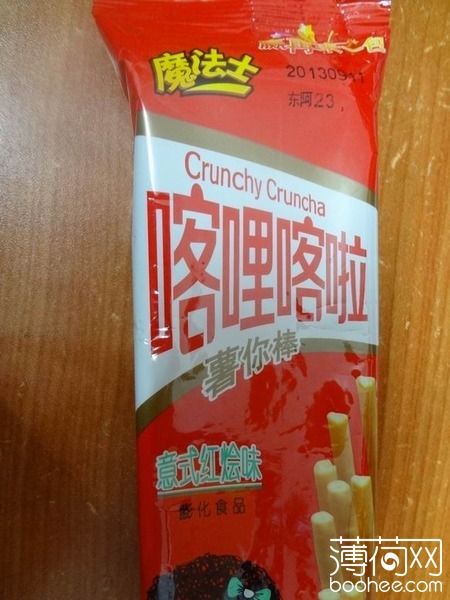 魔法士
20130911
东阿23,
Crunchy Cruncha
喀哩喀啦
薯你棒
意式红烩味
膨化食品
薄荷网
boohee.com